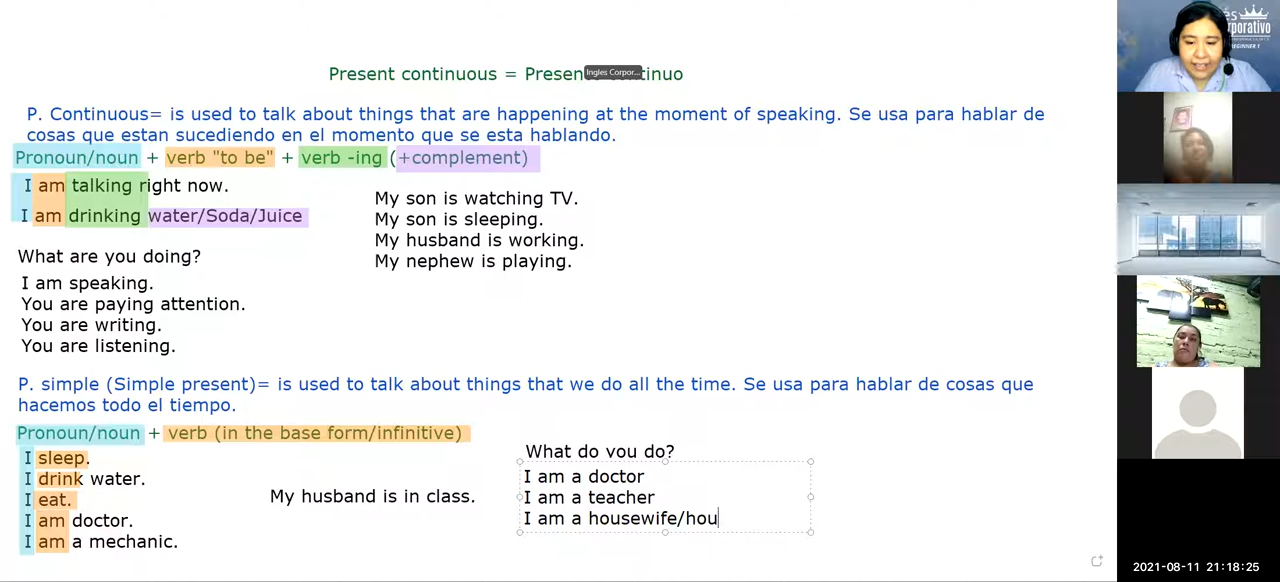 Present continuous = Presen tinuo
Ingles Corpor...
P. Continuous= is used to talk about things that are happening at the moment of speaking. Se usa para hablar de
cosas que estan sucediendo en el momento que se esta hablando.
Pronoun/noun + verb "to be" + verb -ing (+complement)
I am talking right now.
I am drinking water/Soda/Juice
My son is watching TV.
My son is sleeping.
My husband is working.
My nephew is playing.
What are you doing?
I am speaking.
You are paying attention.
You are writing.
You are listening.
P. simple (Simple present)= is used to talk about things that we do all the time. Se usa para hablar de cosas que
hacemos todo el tiempo.
Pronoun/noun + verb (in the base form/infinitive)
I sleep.
I drink water.
I eat.
I am doctor.
I am a mechanic.
My husband is in class.
What do you do?
I am a doctor
I am a teacher
I am a housewife/hou
és
rporativo
BEGINNER 1
2021-08-11 21:18:25